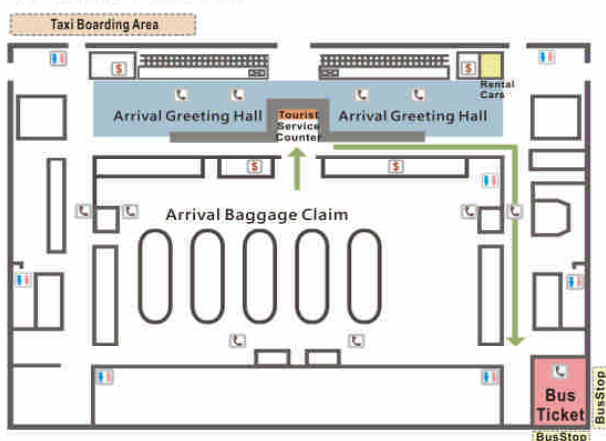 Taxi Boarding Area
$
$
Rental
Cars
Arrival Greeting Hall
Tourist
Service
Counter
Arrival Greeting Hall
$
$
Arrival Baggage Claim
Bus
Ticket
BusStop
BusStop